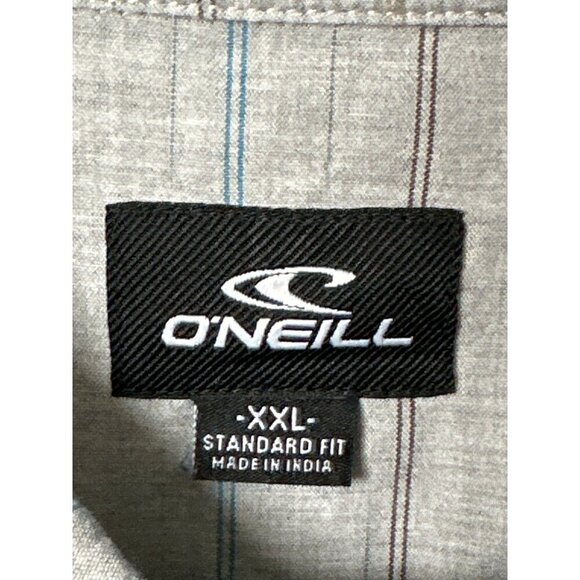 O'NEILL
-XXL-
STANDARD FIT
MADE IN INDIA